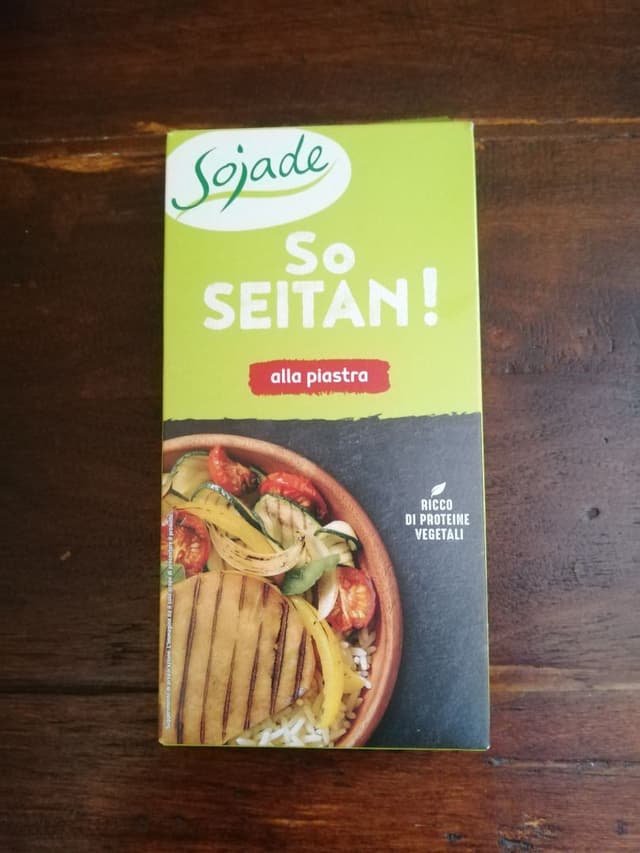 Sojade
So
SEITAN!
alla piastra
RICCO
DI PROTEINE
VEGETALI